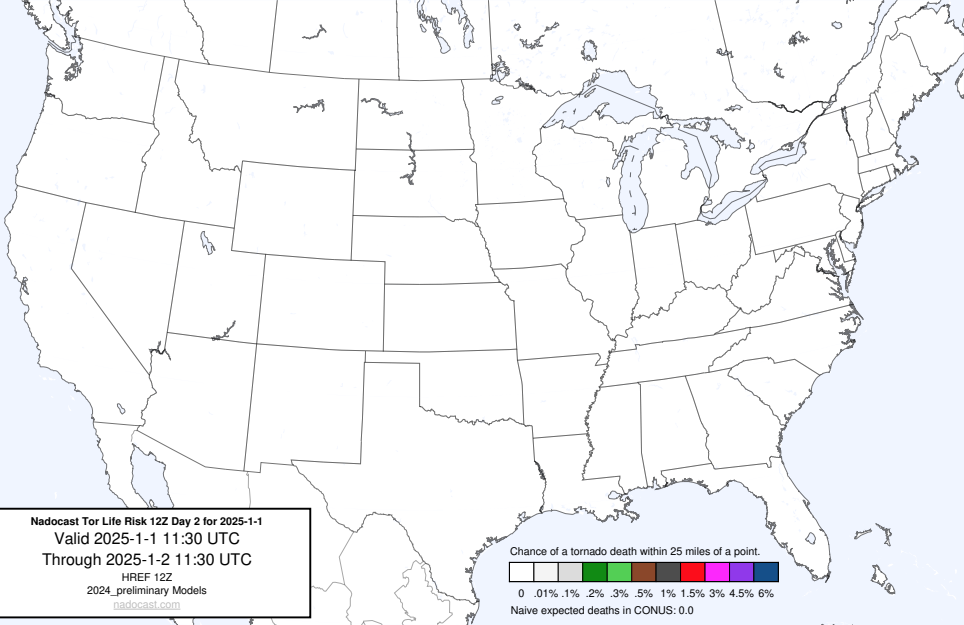 Nadocast Tor Life Risk 12Z Day 2 for 2025-1-1
Valid 2025-1-1 11:30 UTC
Through 2025-1-2 11:30 UTC
HREF 12Z
2024_preliminary Models
nadocast.com
Chance of a tornado death within 25 miles of a point.
0 .01% .1% .2% .3% .5% 1% 1.5% 3% 4.5% 6%
Naive expected deaths in CONUS: 0.0